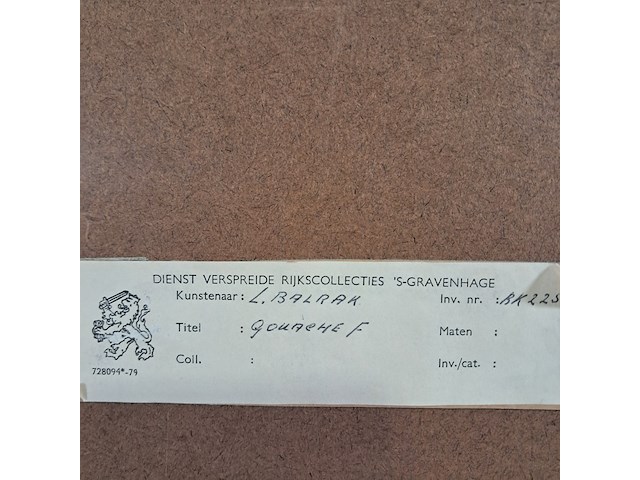 DIENST VERSPREIDE RIJKSCOLLECTIES 'S-GRAVENHAGE
Kunstenaar: L. BALRAK Inv. nr. : BK225
Titel : GOUACHE F Maten :
Coll. : Inv./cat. :
728094*-79